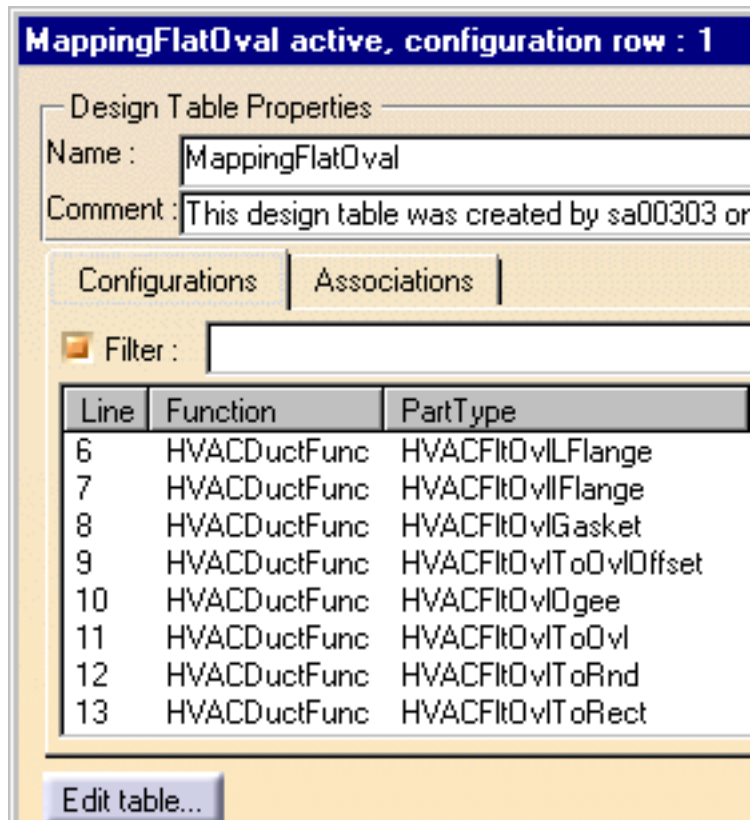 MappingFlatOval active, configuration row : 1
Design Table Properties
Name : MappingFlatOval
Comment : This design table was created by sa00303 on
Configurations Associations
Filter :
Line Function PartType
6 HVACDuctFunc HVACFltOvlLFlange
7 HVACDuctFunc HVACFltOvlIFlange
8 HVACDuctFunc HVACFltOvlGasket
9 HVACDuctFunc HVACFltOvlToOvlOffset
10 HVACDuctFunc HVACFltOvlOgee
11 HVACDuctFunc HVACFltOvlToOvl
12 HVACDuctFunc HVACFltOvlToRnd
13 HVACDuctFunc HVACFltOvlToRect
Edit table...